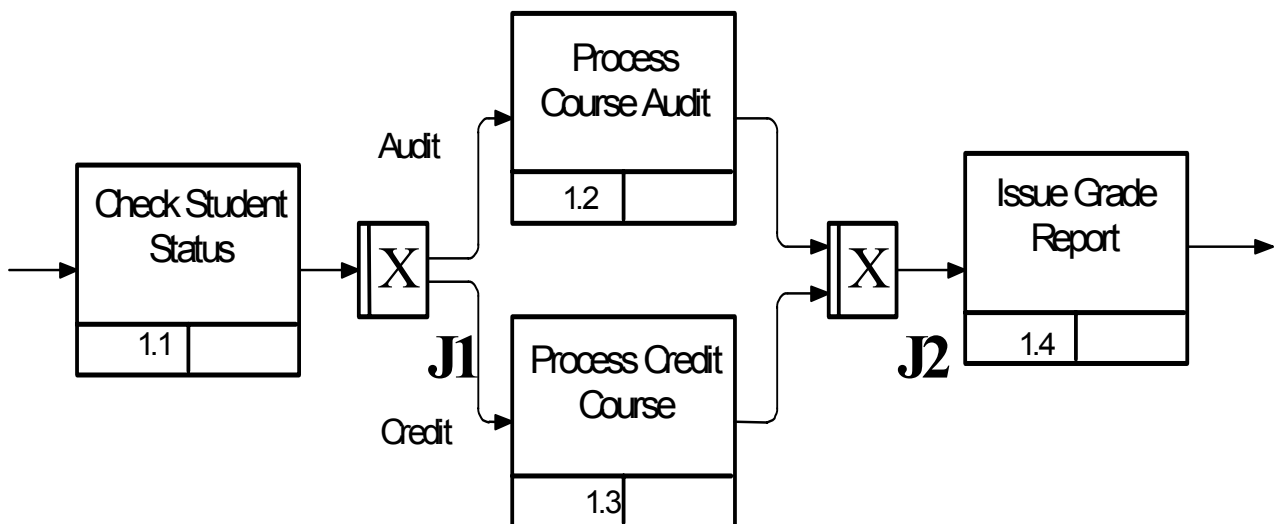 Check Student
Status
1.1
X
J1
Audit
Process
Course Audit
1.2
Credit
Process Credit
Course
1.3
X
J2
Issue Grade
Report
1.4